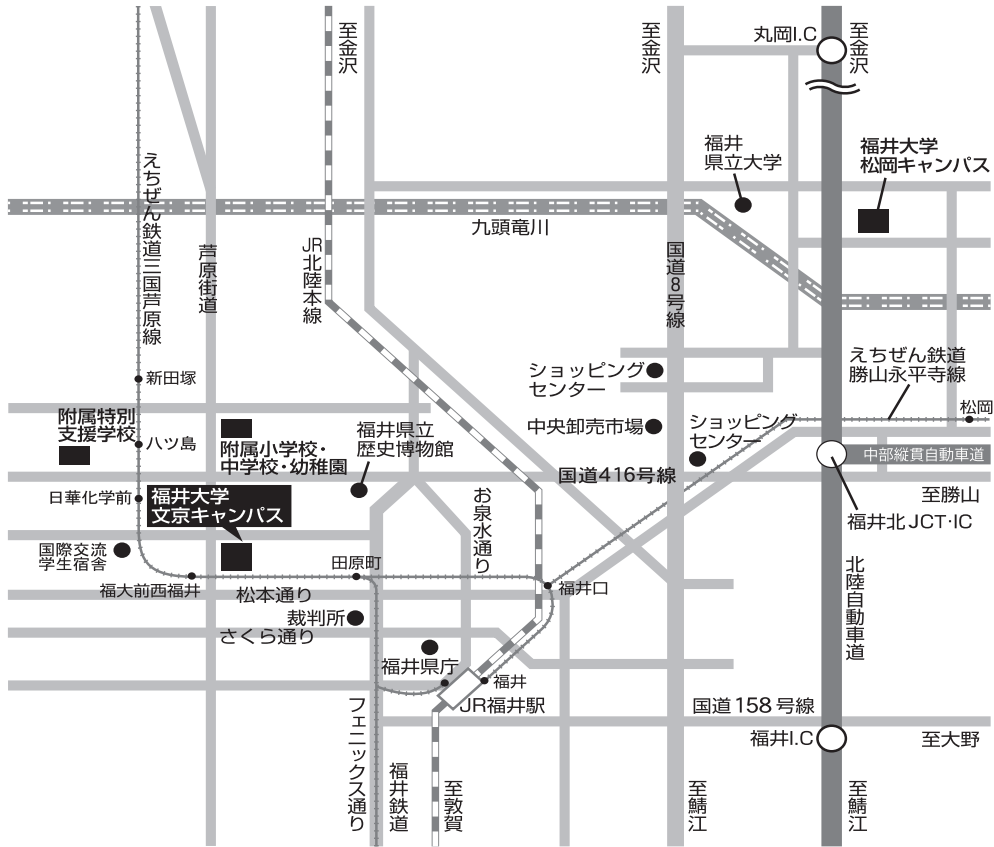 至金沢
至金沢
丸岡I.C
至金沢
福井
県立大学
福井大学
松岡キャンパス
えちぜん鉄道三国芦原線
芦原街道
JR北陸本線
九頭竜川
国道8号線
ショッピング
センター
えちぜん鉄道
勝山永平寺線
松岡
新田塚
附属特別
支援学校
八ツ島
附属小学校・
中学校・幼稚園
福井県立
歴史博物館
中央卸売市場
ショッピング
センター
中部縦貫自動車道
国道416号線
至勝山
日華化学前
福井大学
文京キャンパス
お泉水通り
福井北JCT·IC
国際交流
学生宿舎
田原町
北陸自動車道
福大前西福井
松本通り
福井口
裁判所
さくら通り
福井県庁
福井
JR福井駅
国道158号線
福井I.C
至大野
フェニックス通り
福井鉄道
至敦賀
至鯖江
至鯖江